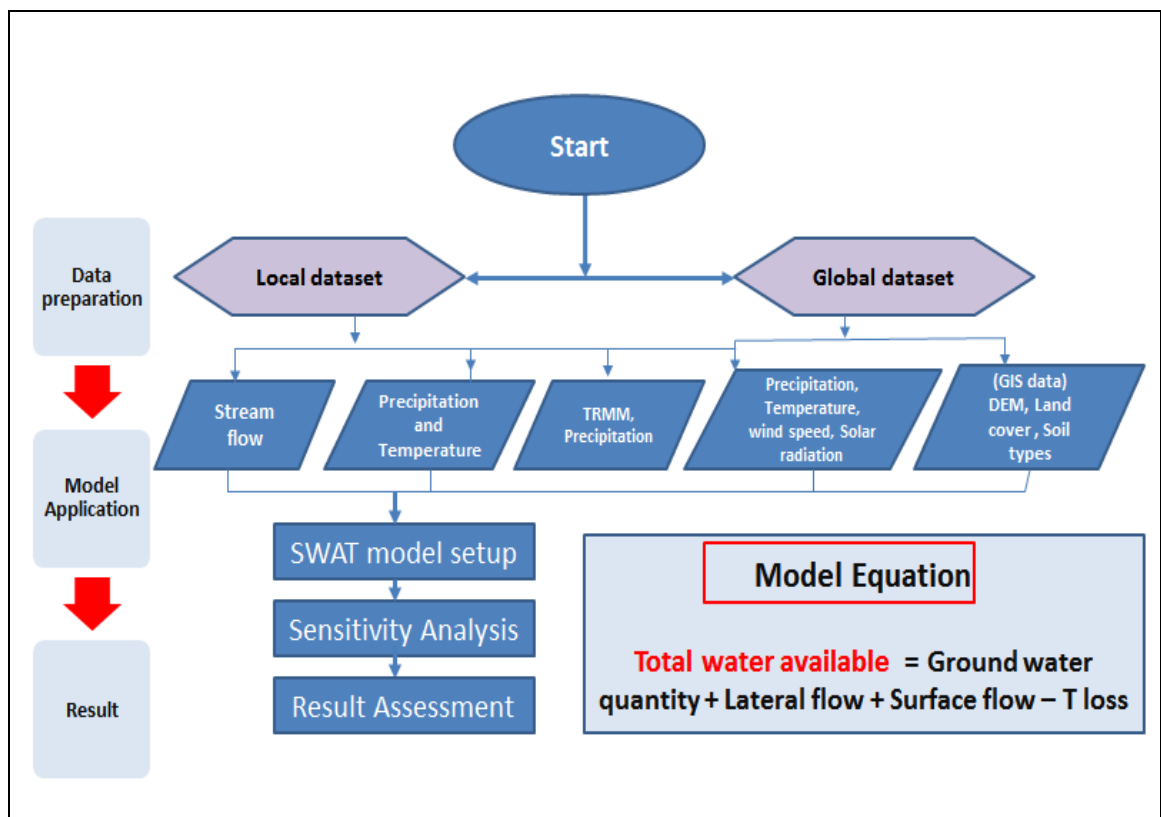 Start
Data
preparation
Local dataset
Global dataset
Stream
flow
Precipitation
and
Temperature
TRMM,
Precipitation
Precipitation,
Temperature,
wind speed, Solar
radiation
(GIS data)
DEM, Land
cover , Soil
types
Model
Application
SWAT model setup
Sensitivity Analysis
Result Assessment
Result
Model Equation
Total water available = Ground water
quantity + Lateral flow + Surface flow – T loss